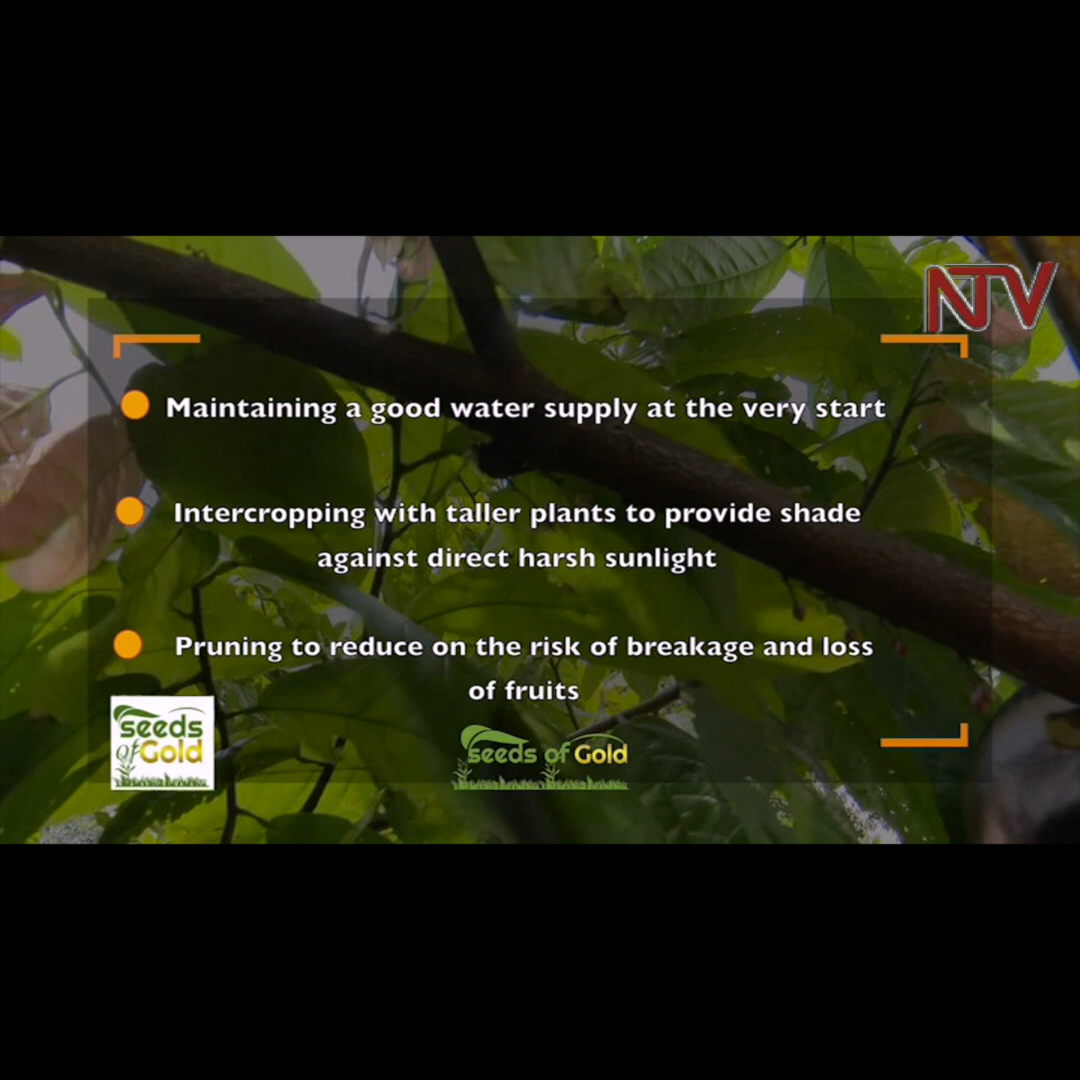 NTV
Maintaining a good water supply at the very start
Intercropping with taller plants to provide shade
against direct harsh sunlight
Pruning to reduce on the risk of breakage and loss
of fruits
seeds
of Gold
seeds of Gold